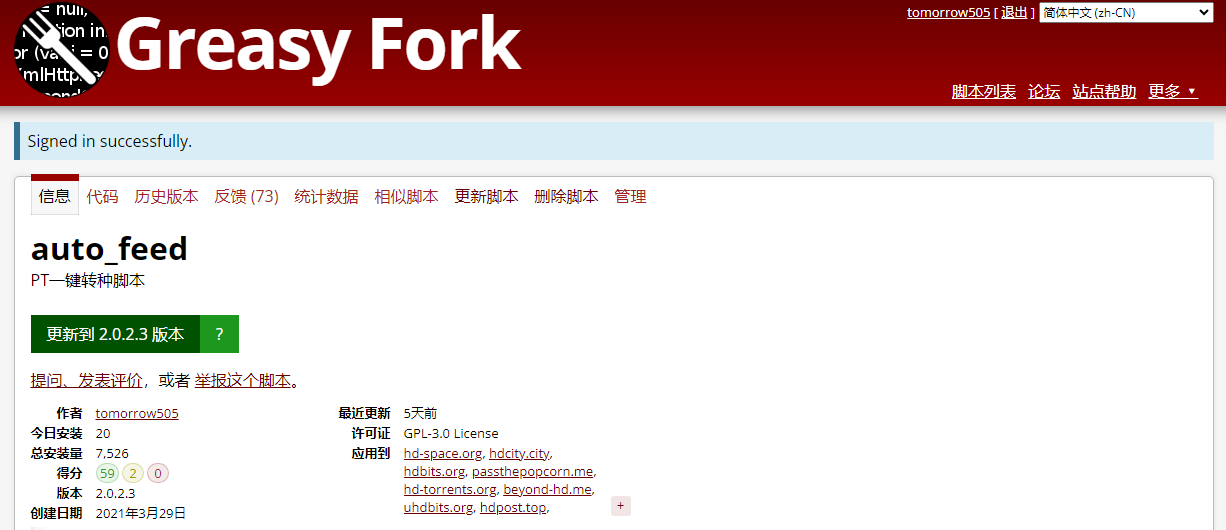 = null,
Greasy Fork
tomorrow505 [ 退出 ] 简体中文 (zh-CN)
脚本列表 论坛 站点帮助 更多 ▼
Signed in successfully.
信息 代码 历史版本 反馈 (73) 统计数据 相似脚本 更新脚本 删除脚本 管理
auto_feed
PT一键转种脚本
更新到 2.0.2.3 版本 ?
提问、发表评价，或者 举报这个脚本。
作者 tomorrow505
今日安装 20
总安装量 7,526
得分 59 2 0
版本 2.0.2.3
创建日期 2021年3月29日
最近更新 5天前
许可证 GPL-3.0 License
应用到 hd-space.org, hdcity.city,
hdbits.org, passthepopcorn.me,
hd-torrents.org, beyond-hd.me,
uhdbits.org, hdpost.top, +